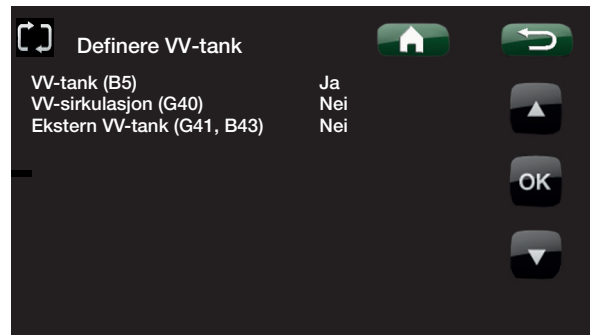 Definere VV-tank
VV-tank (B5) Ja
VV-sirkulasjon (G40) Nei
Ekstern VV-tank (G41, B43) Nei
OK